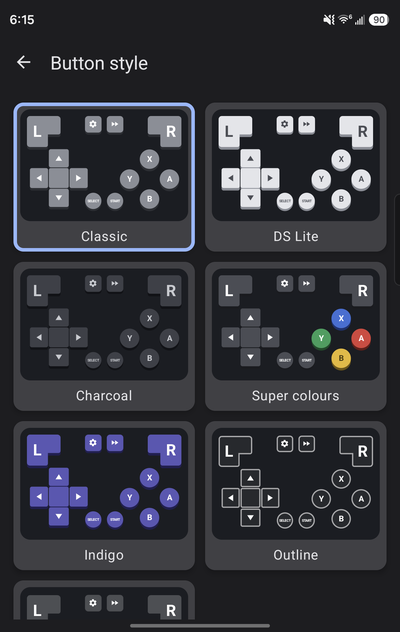 6:15
6
90
Button style
L R L R
X X
Y A Y A
B B
SELECT START SELECT START
Classic DS Lite
L R L R
X X
Y A Y A
B B
SELECT START SELECT START
Charcoal Super colours
L R L R
X X
Y A Y A
B B
SELECT START SELECT START
Indigo Outline
L R